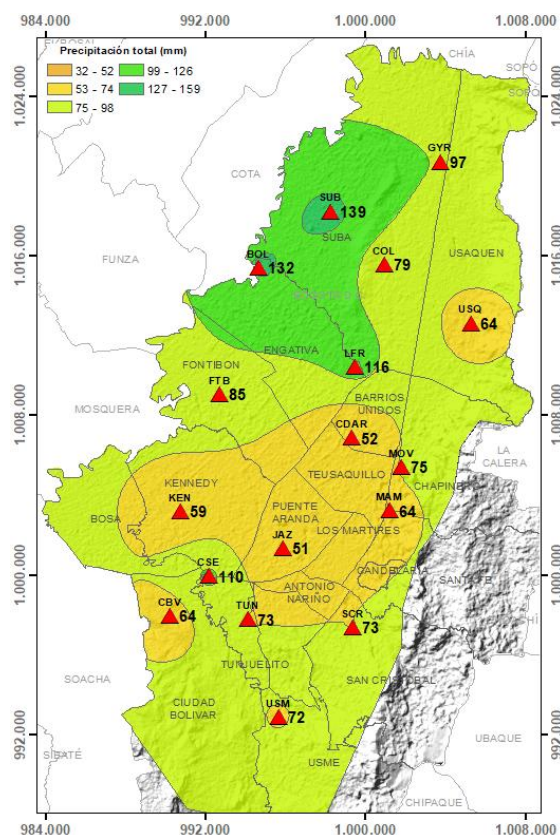 984.000 992.000 1.000.000 1.008.000
Precipitación total (mm)
32 - 52 99 - 126
53 - 74 127 - 159
75 - 98
CHÍA
SOPÓ
SOPÓ
1.024.000 1.024.000
GYR
97
COTA
SUB
139
SUBA
1.016.000 1.016.000
FUNZA
BOL
132
COL
79
USAQUEN
USQ
64
ENGATIVA
LFR
116
FONTIBON
FTB
85
MOSQUERA
BARRIOS
UNIDOS
1.008.000 1.008.000
CDAR
52
LA
CALERA
MOV
75
TEUSAQUILLO
CHAPINERO
KENNEDY
KEN
59
MAM
64
BOSA
PUENTE
ARANDA
LOS MARTIRES
JAZ
51
CSE
110
CANDELARIA
SANTA FE
1.000.000 1.000.000
ANTONIO
NARIÑO
CBV
64
TUN
73
SCR
73
TUNJUELITO
SOACHA
SAN CRISTOBAL
CIUDAD
BOLIVAR
USM
72
992.000 992.000
UBAQUE
SIBATÉ
USME
CHIPAQUE
984.000 992.000 1.000.000 1.008.000